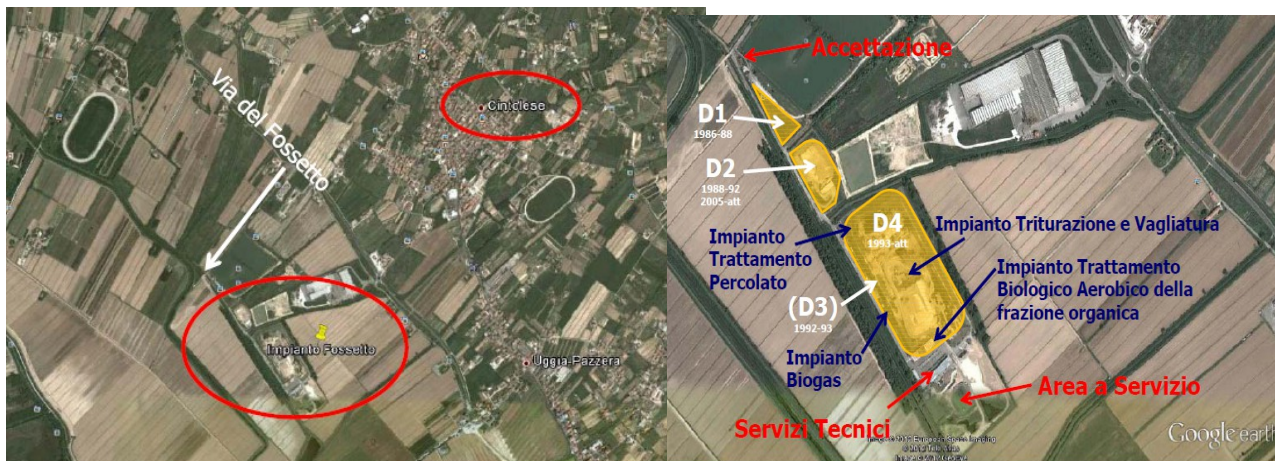 Cintolese
Via del Fossetto
Impianto Fossetto
Uggia-Pazzera
Accettazione
D1
1986-88
D2
1988-92
2005-att
D4
1993-att
Impianto Triturazione e Vagliatura
Impianto
Trattamento
Percolato
Impianto Trattamento
Biologico Aerobico della
frazione organica
(D3)
1992-93
Impianto
Biogas
Area a Servizio
Servizi Tecnici
Google earth